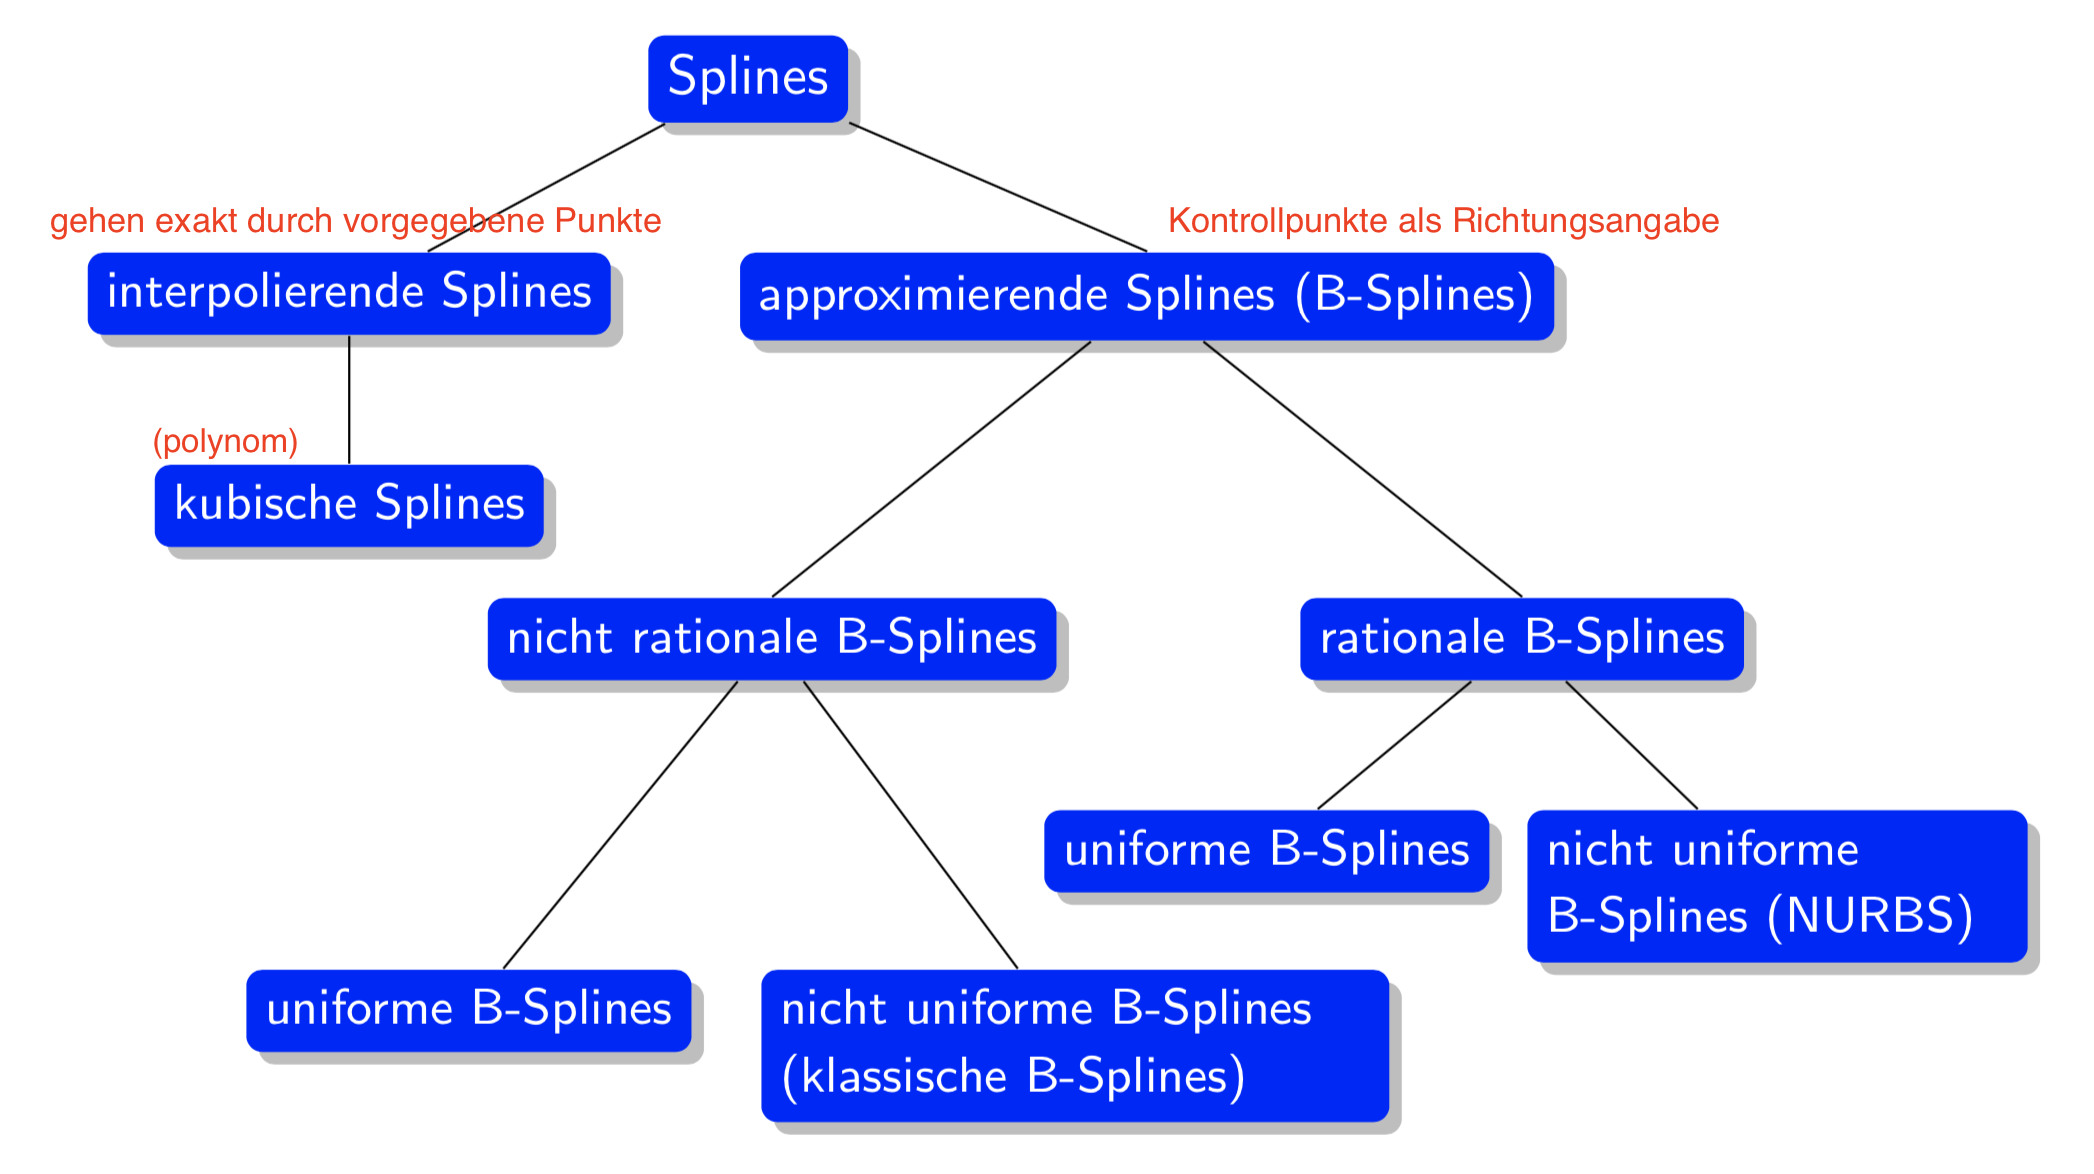 Splines
gehen exakt durch vorgegebene Punkte
Kontrollpunkte als Richtungsangabe
interpolierende Splines
approximierende Splines (B-Splines)
(polynom)
kubische Splines
nicht rationale B-Splines
rationale B-Splines
uniforme B-Splines
nicht uniforme
B-Splines (NURBS)
uniforme B-Splines
nicht uniforme B-Splines
(klassische B-Splines)